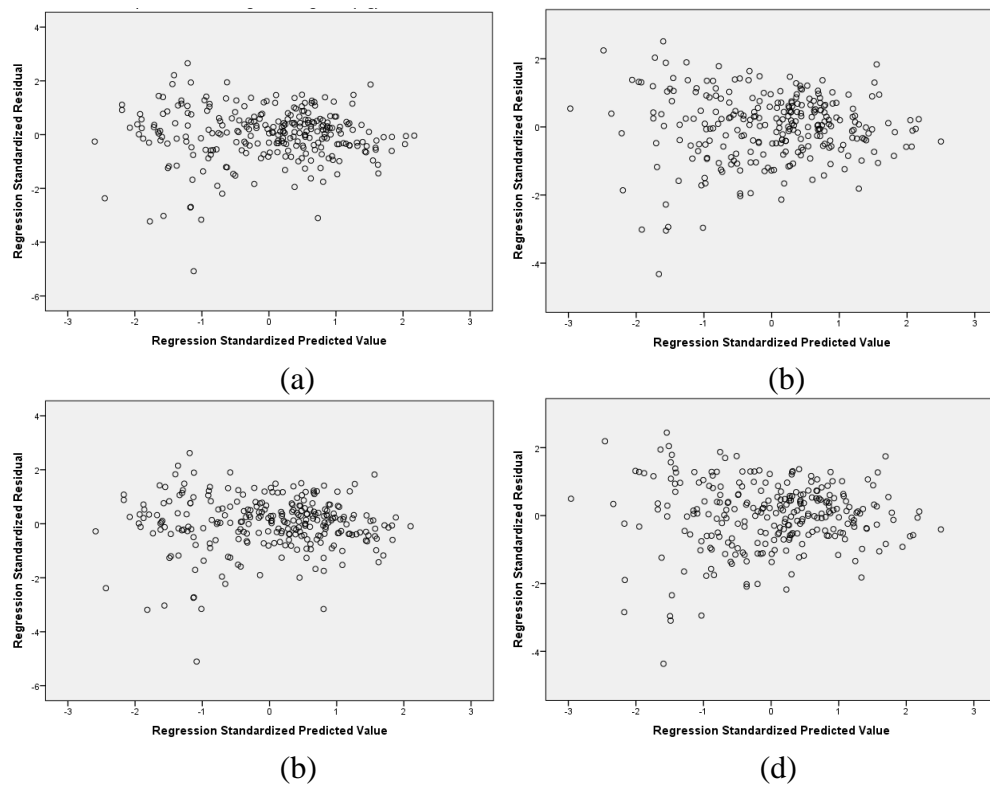 4
2
0
-2
-4
-6
Regression Standardized Residual
-3 -2 -1 0 1 2 3
Regression Standardized Predicted Value
(a)
2
0
-2
-4
Regression Standardized Residual
-3 -2 -1 0 1 2 3
Regression Standardized Predicted Value
(b)
4
2
0
-2
-4
-6
Regression Standardized Residual
-3 -2 -1 0 1 2 3
Regression Standardized Predicted Value
(b)
2
0
-2
-4
Regression Standardized Residual
-3 -2 -1 0 1 2 3
Regression Standardized Predicted Value
(d)